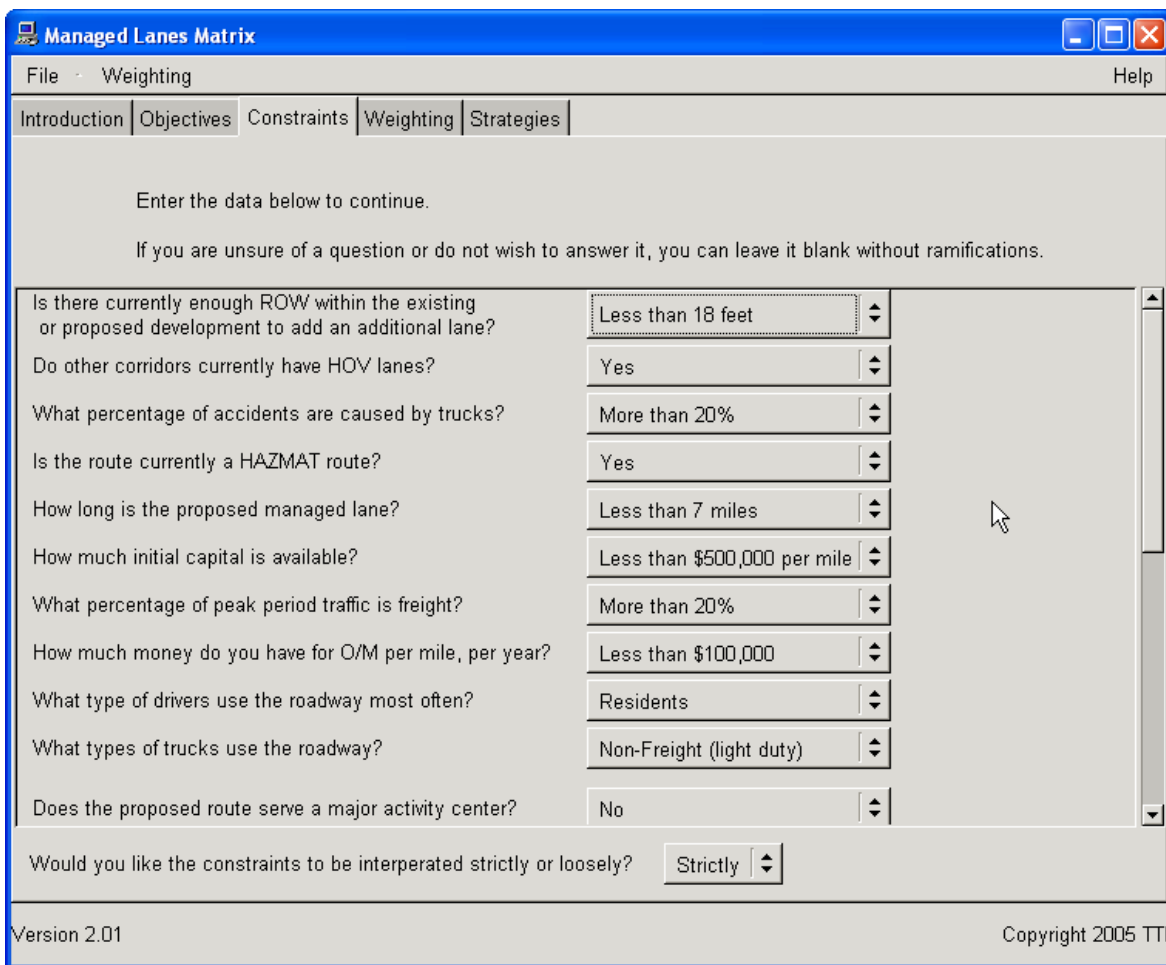 Managed Lanes Matrix
File Weighting Help
Introduction Objectives Constraints Weighting Strategies
Enter the data below to continue.
If you are unsure of a question or do not wish to answer it, you can leave it blank without ramifications.
Is there currently enough ROW within the existing
or proposed development to add an additional lane? Less than 18 feet
Do other corridors currently have HOV lanes? Yes
What percentage of accidents are caused by trucks? More than 20%
Is the route currently a HAZMAT route? Yes
How long is the proposed managed lane? Less than 7 miles
How much initial capital is available? Less than $500,000 per mile
What percentage of peak period traffic is freight? More than 20%
How much money do you have for O/M per mile, per year? Less than $100,000
What type of drivers use the roadway most often? Residents
What types of trucks use the roadway? Non-Freight (light duty)
Does the proposed route serve a major activity center? No
Would you like the constraints to be interperated strictly or loosely? Strictly
Version 2.01 Copyright 2005 TTI